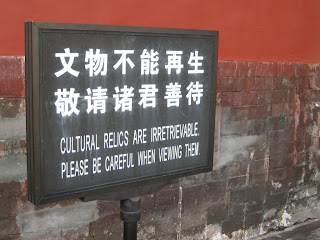 文物不能再生
敬请诸君善待
CULTURAL RELICS ARE IRRETRIEVABLE.
PLEASE BE CAREFUL WHEN VIEWING THEM.